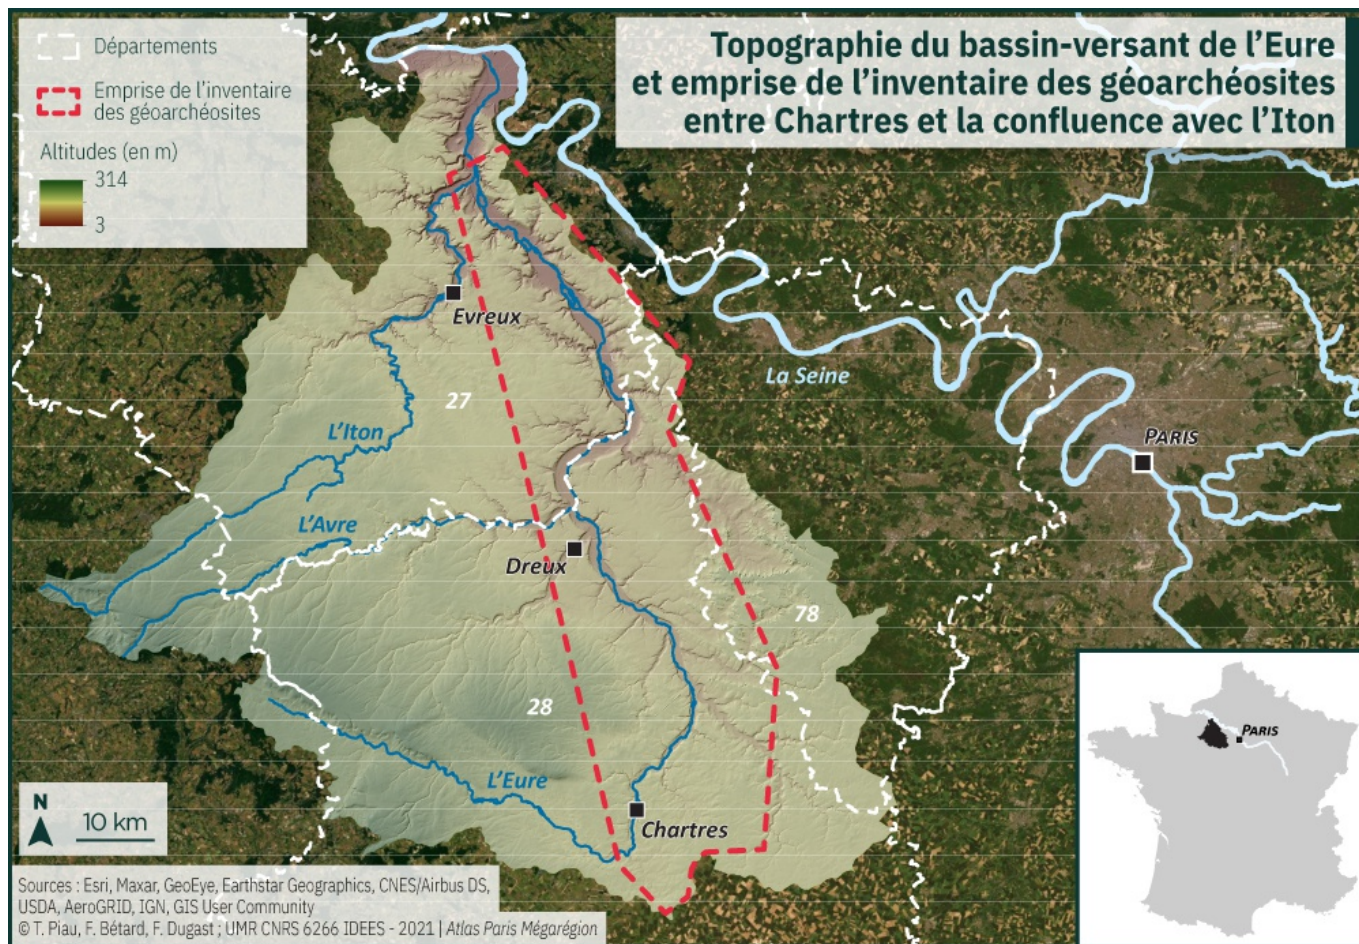 Topographie du bassin-versant de l'Eure
et emprise de l'inventaire des géoarchéosites
entre Chartres et la confluence avec l'Iton
Départements
Emprise de l'inventaire
des géoarchéosites
Altitudes (en m)
314
3
Evreux
La Seine
27
L'Iton
PARIS
L'Avre
Dreux
78
28
L'Eure
Chartres
N
10 km
PARIS
Sources : Esri, Maxar, GeoEye, Earthstar Geographics, CNES/Airbus DS,
USDA, AeroGRID, IGN, GIS User Community
© T. Piau, F. Bétard, F. Dugast ; UMR CNRS 6266 IDEES - 2021 | Atlas Paris Mégarégion